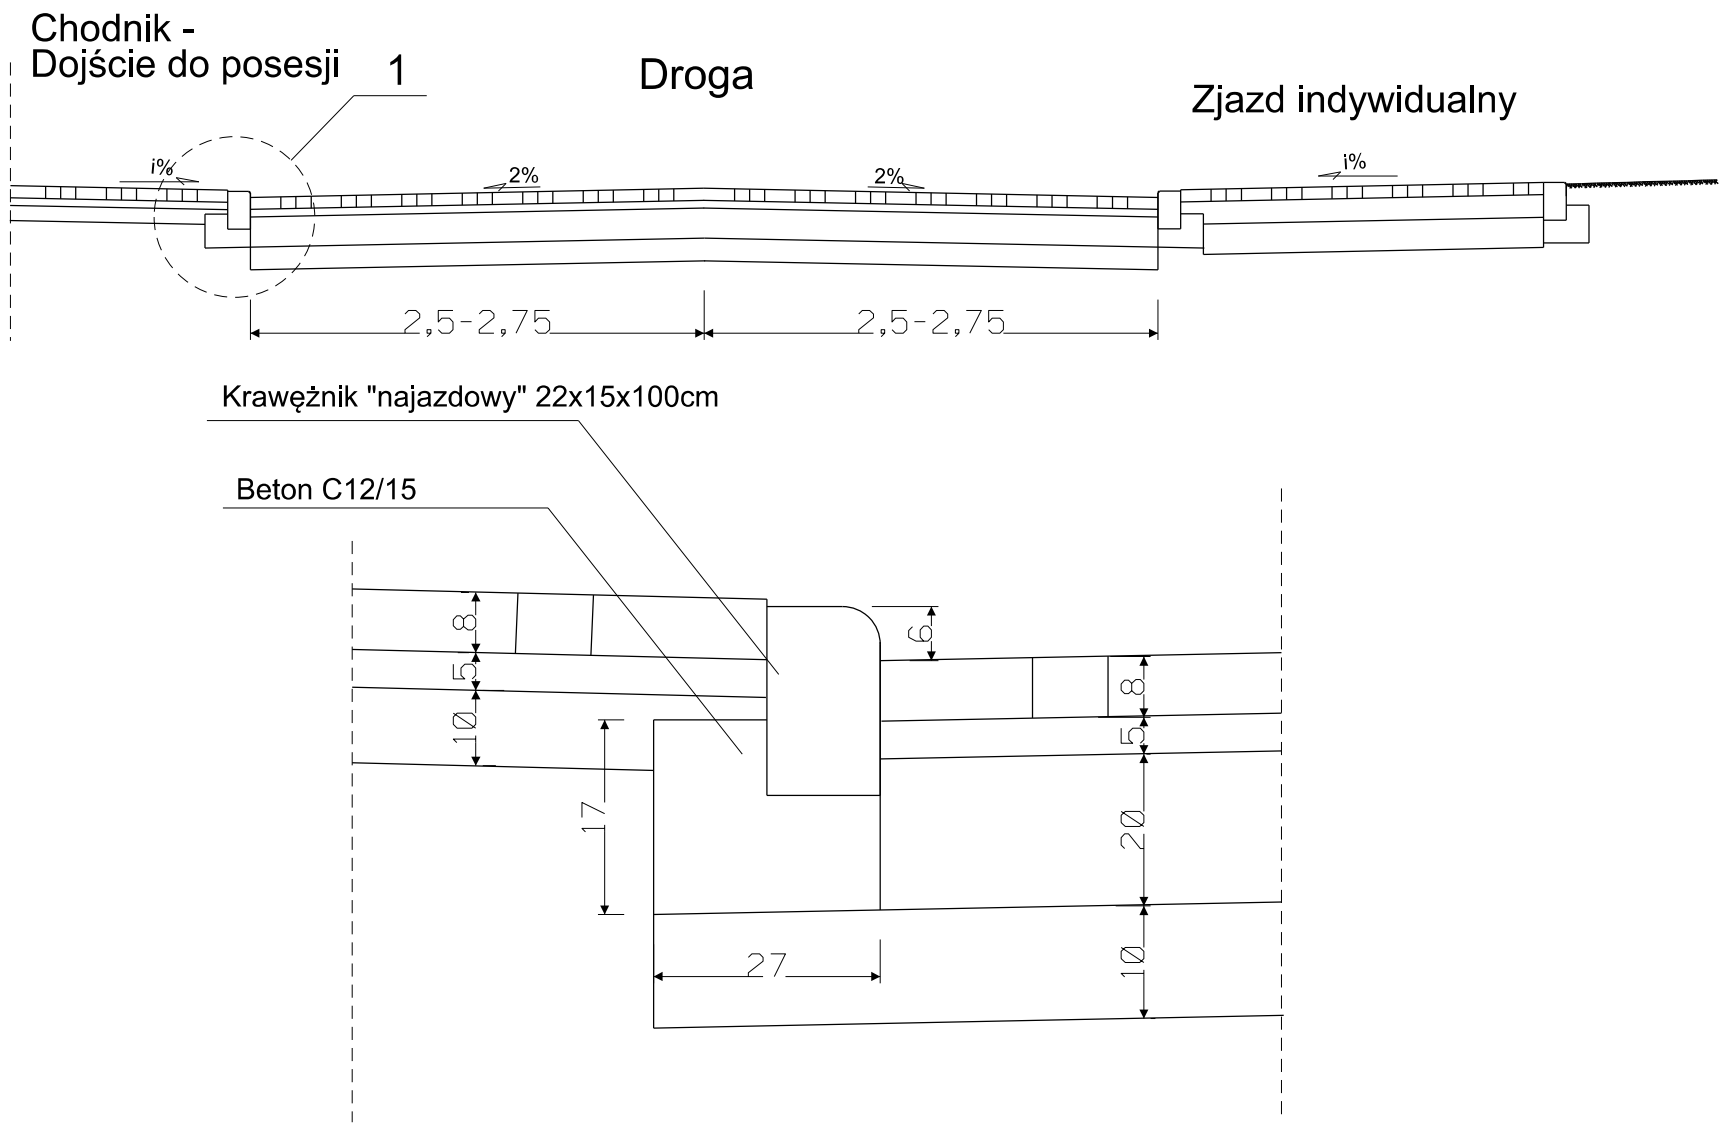 Chodnik -
Dojście do posesji
1
Droga
Zjazd indywidualny
i%
2%
2%
i%
2,5-2,75
2,5-2,75
Krawężnik "najazdowy" 22x15x100cm
Beton C12/15
8
5
10
17
27
6
8
5
20
10